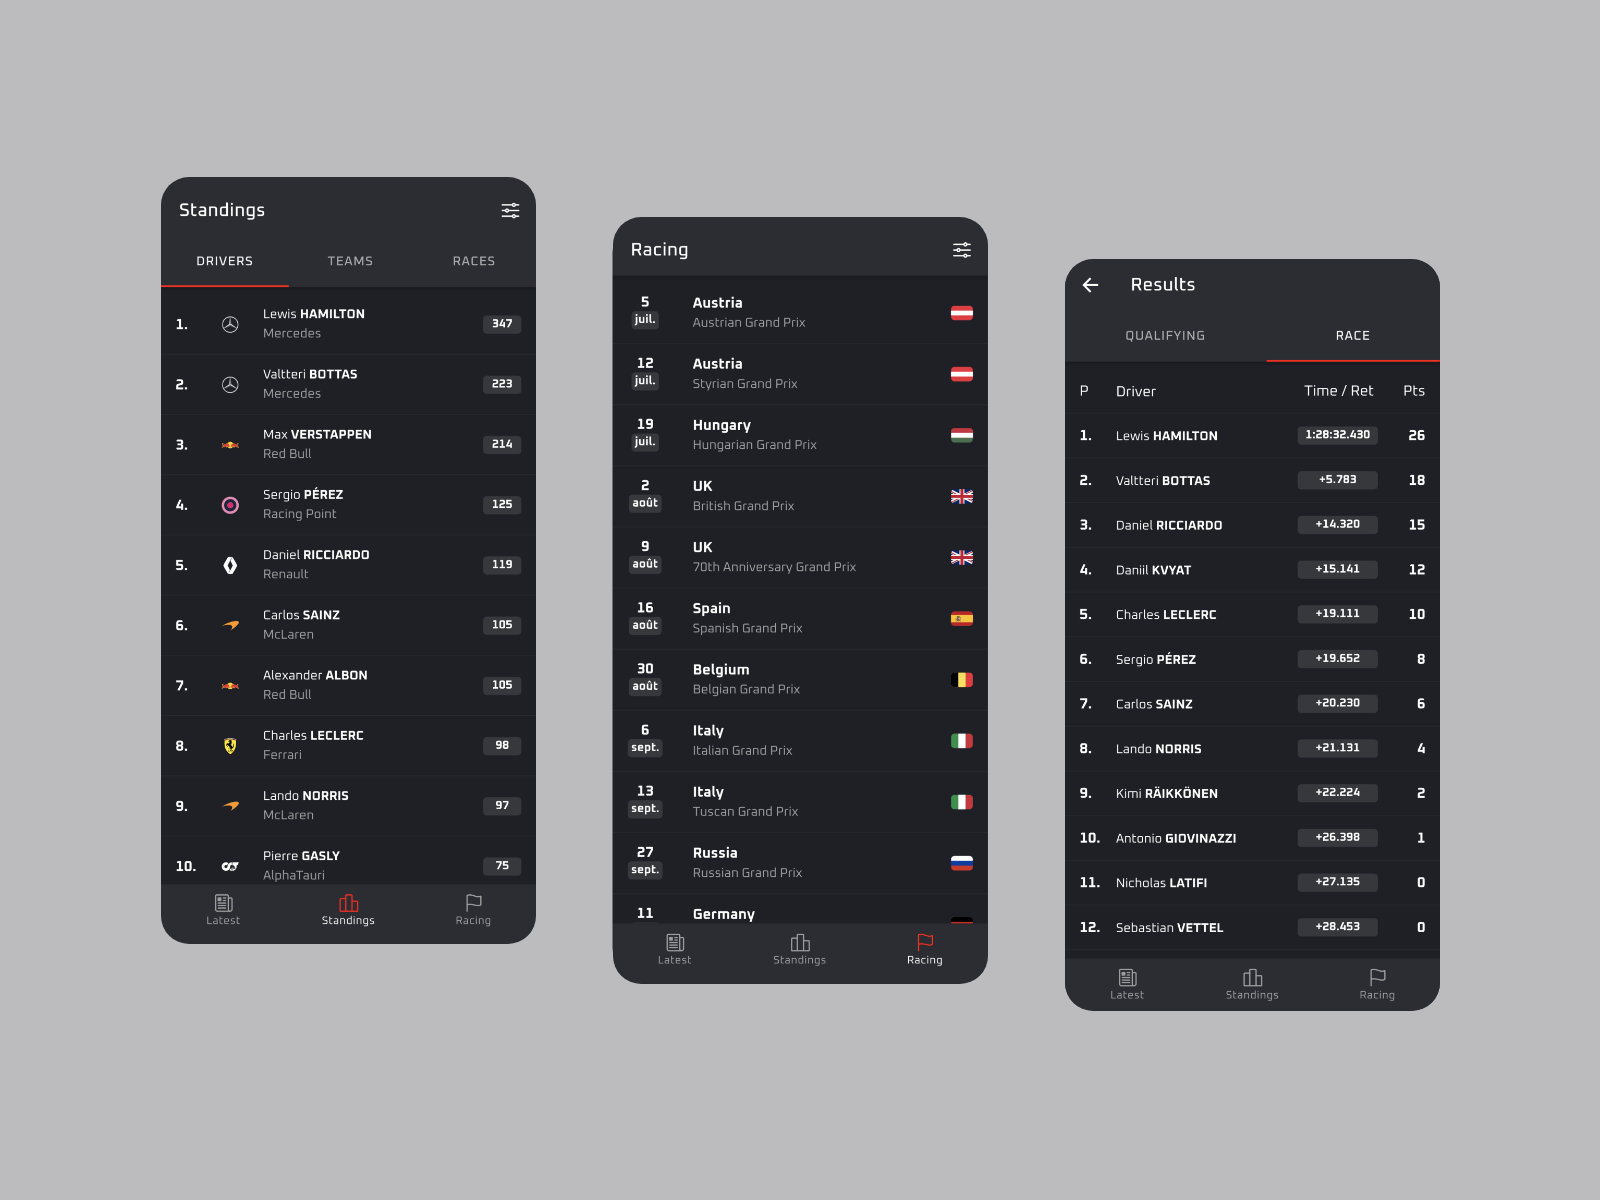 Standings
DRIVERS TEAMS RACES
1. Lewis HAMILTON 347
Mercedes
2. Valtteri BOTTAS 223
Mercedes
3. Max VERSTAPPEN 214
Red Bull
4. Sergio PÉREZ 125
Racing Point
5. Daniel RICCIARDO 119
Renault
6. Carlos SAINZ 105
McLaren
7. Alexander ALBON 105
Red Bull
8. Charles LECLERC 98
Ferrari
9. Lando NORRIS 97
McLaren
10. Pierre GASLY 75
AlphaTauri
Latest Standings Racing
Racing
5 Austria
juil. Austrian Grand Prix
12 Austria
juil. Styrian Grand Prix
19 Hungary
juil. Hungarian Grand Prix
2 UK
août British Grand Prix
9 UK
août 70th Anniversary Grand Prix
16 Spain
août Spanish Grand Prix
30 Belgium
août Belgian Grand Prix
6 Italy
sept. Italian Grand Prix
13 Italy
sept. Tuscan Grand Prix
27 Russia
sept. Russian Grand Prix
11 Germany
Latest Standings Racing
Results
QUALIFYING RACE
P Driver Time / Ret Pts
1. Lewis HAMILTON 1:28:32.430 26
2. Valtteri BOTTAS +5.783 18
3. Daniel RICCIARDO +14.320 15
4. Daniil KVYAT +15.141 12
5. Charles LECLERC +19.111 10
6. Sergio PÉREZ +19.652 8
7. Carlos SAINZ +20.230 6
8. Lando NORRIS +21.131 4
9. Kimi RÄIKKÖNEN +22.224 2
10. Antonio GIOVINAZZI +26.398 1
11. Nicholas LATIFI +27.135 0
12. Sebastian VETTEL +28.453 0
Latest Standings Racing